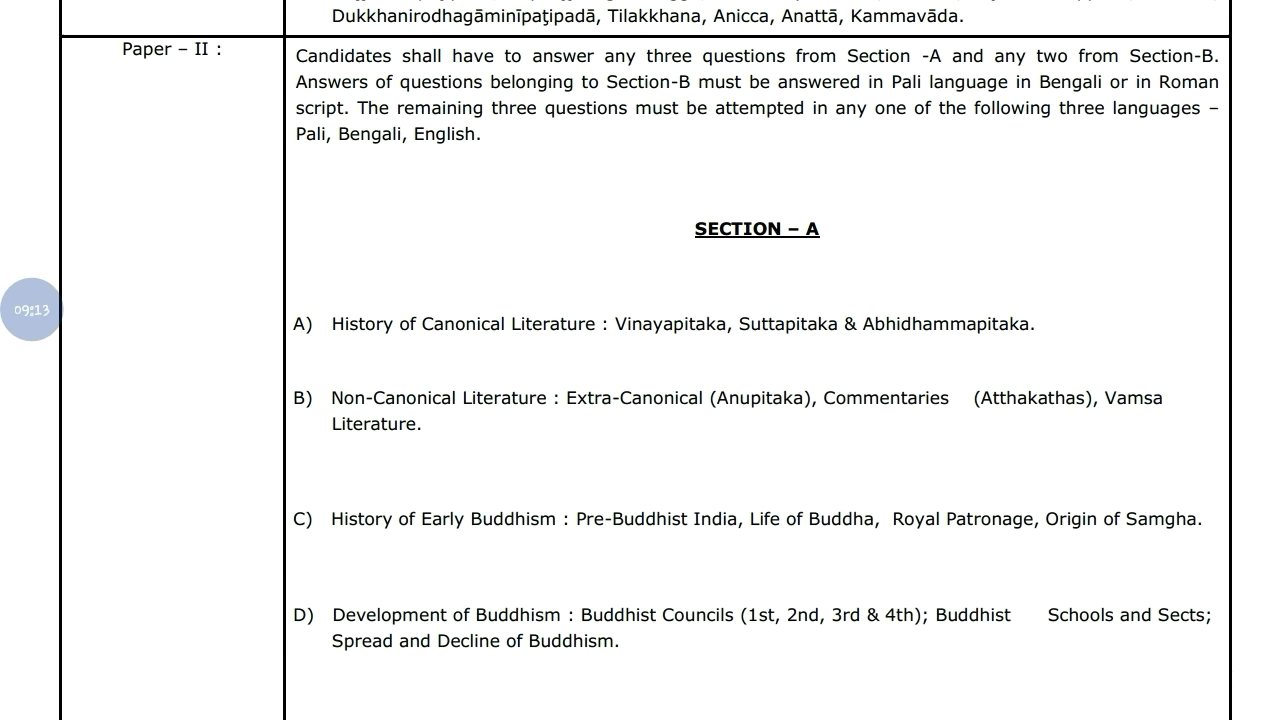 Dukkhanirodhagāminīpaţipadā, Tilakkhana, Anicca, Anattā, Kammavāda.
Paper – II :
Candidates shall have to answer any three questions from Section -A and any two from Section-B.
Answers of questions belonging to Section-B must be answered in Pali language in Bengali or in Roman
script. The remaining three questions must be attempted in any one of the following three languages –
Pali, Bengali, English.
SECTION – A
09:13
A) History of Canonical Literature : Vinayapitaka, Suttapitaka & Abhidhammapitaka.
B) Non-Canonical Literature : Extra-Canonical (Anupitaka), Commentaries (Atthakathas), Vamsa
Literature.
C) History of Early Buddhism : Pre-Buddhist India, Life of Buddha, Royal Patronage, Origin of Samgha.
D) Development of Buddhism : Buddhist Councils (1st, 2nd, 3rd & 4th); Buddhist Schools and Sects;
Spread and Decline of Buddhism.